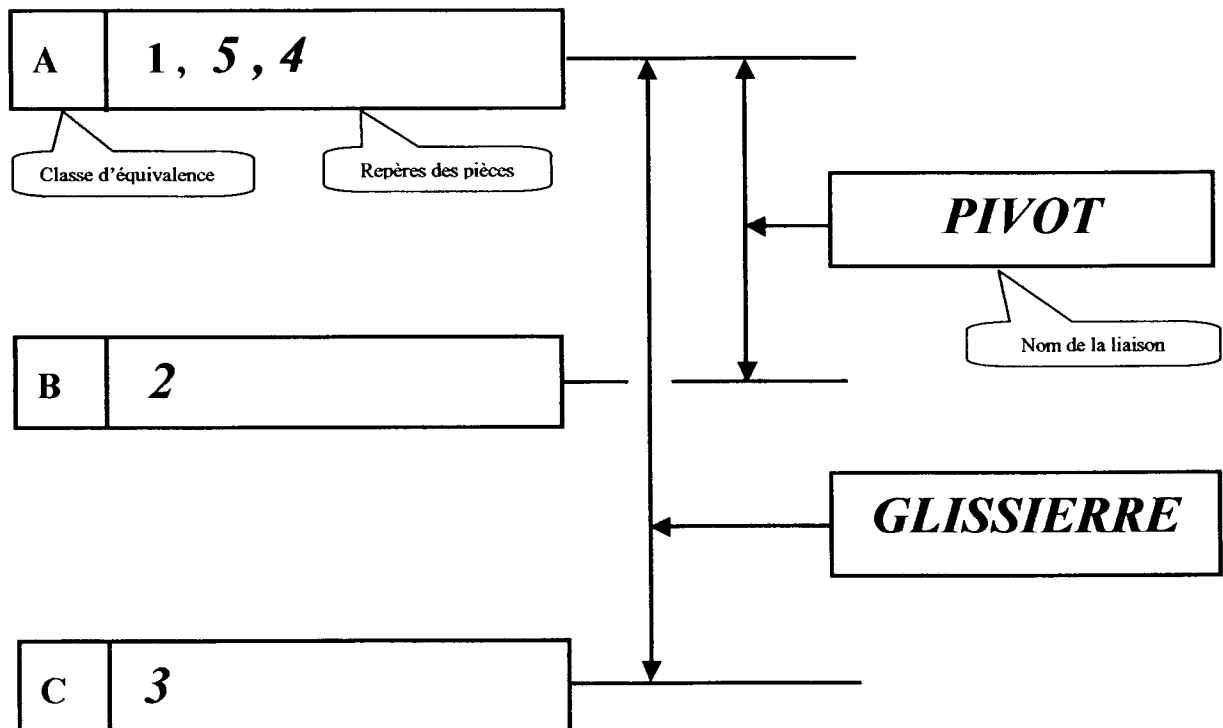 A 1, 5, 4
Classe d'équivalence
Repères des pièces
PIVOT
Nom de la liaison
B 2
GLISSIERRE
C 3